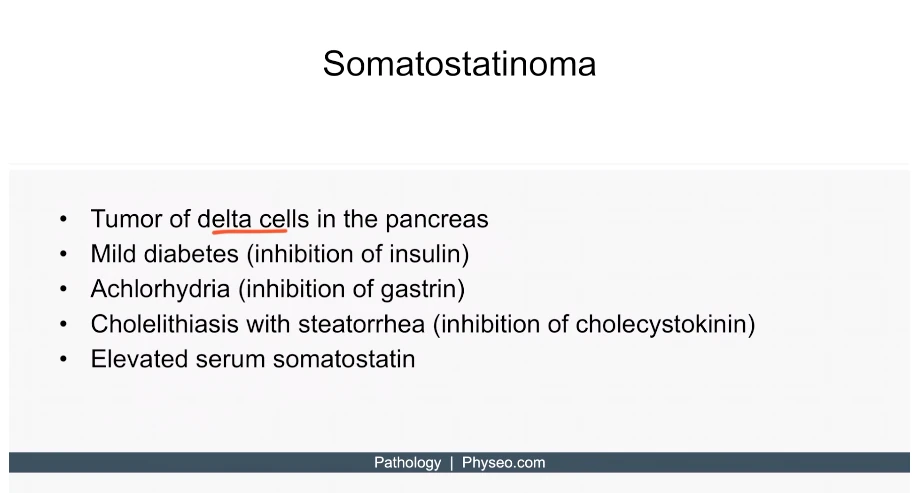 Somatostatinoma
• Tumor of delta cells in the pancreas
• Mild diabetes (inhibition of insulin)
• Achlorhydria (inhibition of gastrin)
• Cholelithiasis with steatorrhea (inhibition of cholecystokinin)
• Elevated serum somatostatin
Pathology | Physeo.com